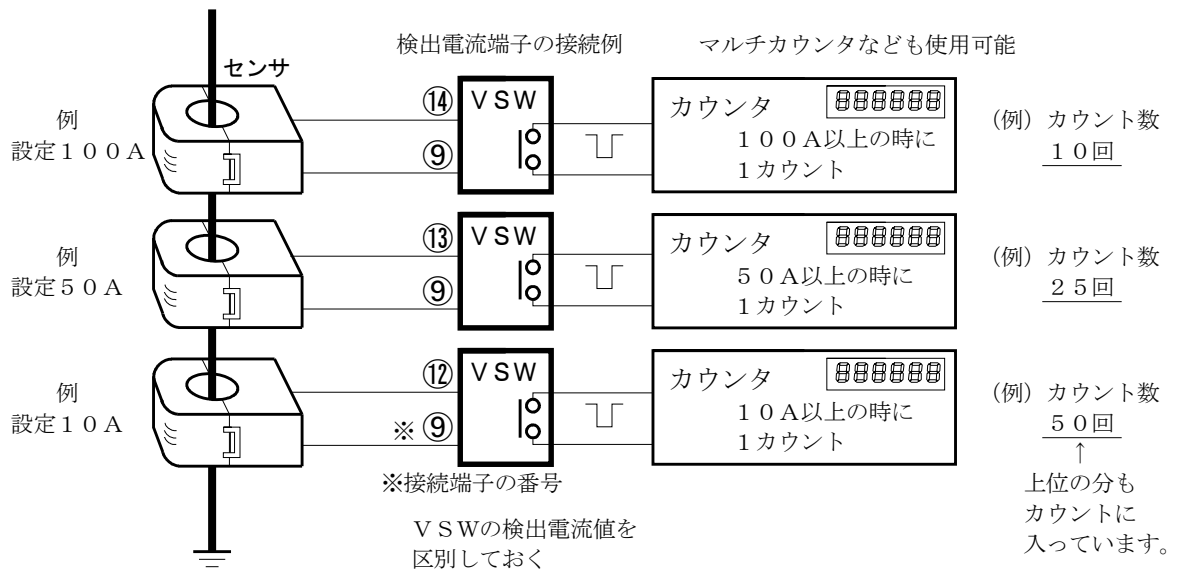 検出電流端子の接続例
マルチカウンタなども使用可能
センサ
例
設定１００Ａ
⑭
⑨
ＶＳＷ
カウンタ
888888
１００Ａ以上の時に
１カウント
(例) カウント数
１０回
例
設定５０Ａ
⑬
⑨
ＶＳＷ
カウンタ
888888
５０Ａ以上の時に
１カウント
(例) カウント数
２５回
例
設定１０Ａ
⑫
※⑨
ＶＳＷ
カウンタ
888888
１０Ａ以上の時に
１カウント
(例) カウント数
５０回
↑
上位の分も
カウントに
入っています。
※接続端子の番号
ＶＳＷの検出電流値を
区別しておく